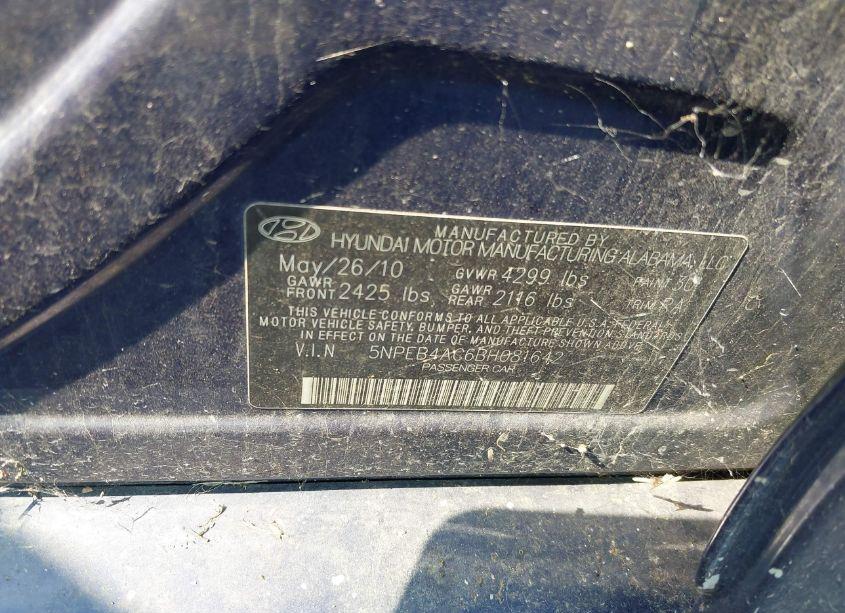 MANUFACTURED BY
HYUNDAI MOTOR MANUFACTURING ALABAMA, LLC
May/26/10 GVWR 4299 lbs PAINT
GAWR FRONT 2425 lbs, GAWR REAR 2116 lbs TRIM RA
THIS VEHICLE CONFORMS TO ALL APPLICABLE U.S.A. FEDERAL
MOTOR VEHICLE SAFETY, BUMPER, AND THEFT PREVENTION STANDARDS
IN EFFECT ON THE DATE OF MANUFACTURE SHOWN ABOVE.
V.I.N 5NPEB4AC6BH081642
PASSENGER CAR